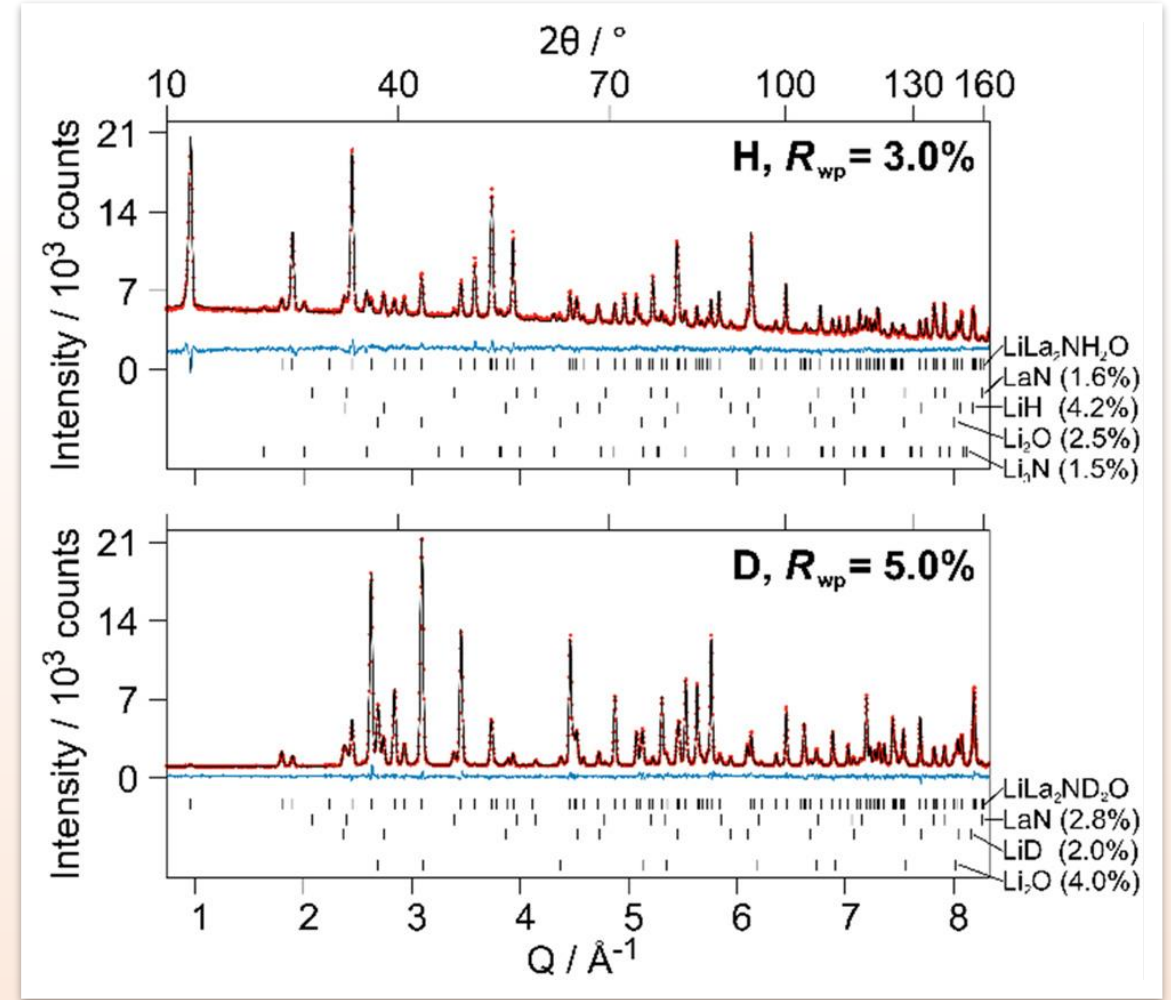 2θ / °
10 40 70 100 130 160
Intensity / 10³ counts
21
14
7
0
H, Rwp = 3.0%
LiLa₂NH₂O
LaN (1.6%)
LiH (4.2%)
Li₂O (2.5%)
Li₃N (1.5%)
Intensity / 10³ counts
21
14
7
0
D, Rwp = 5.0%
LiLa₂ND₂O
LaN (2.8%)
LiD (2.0%)
Li₂O (4.0%)
1 2 3 4 5 6 7 8
Q / Å⁻¹